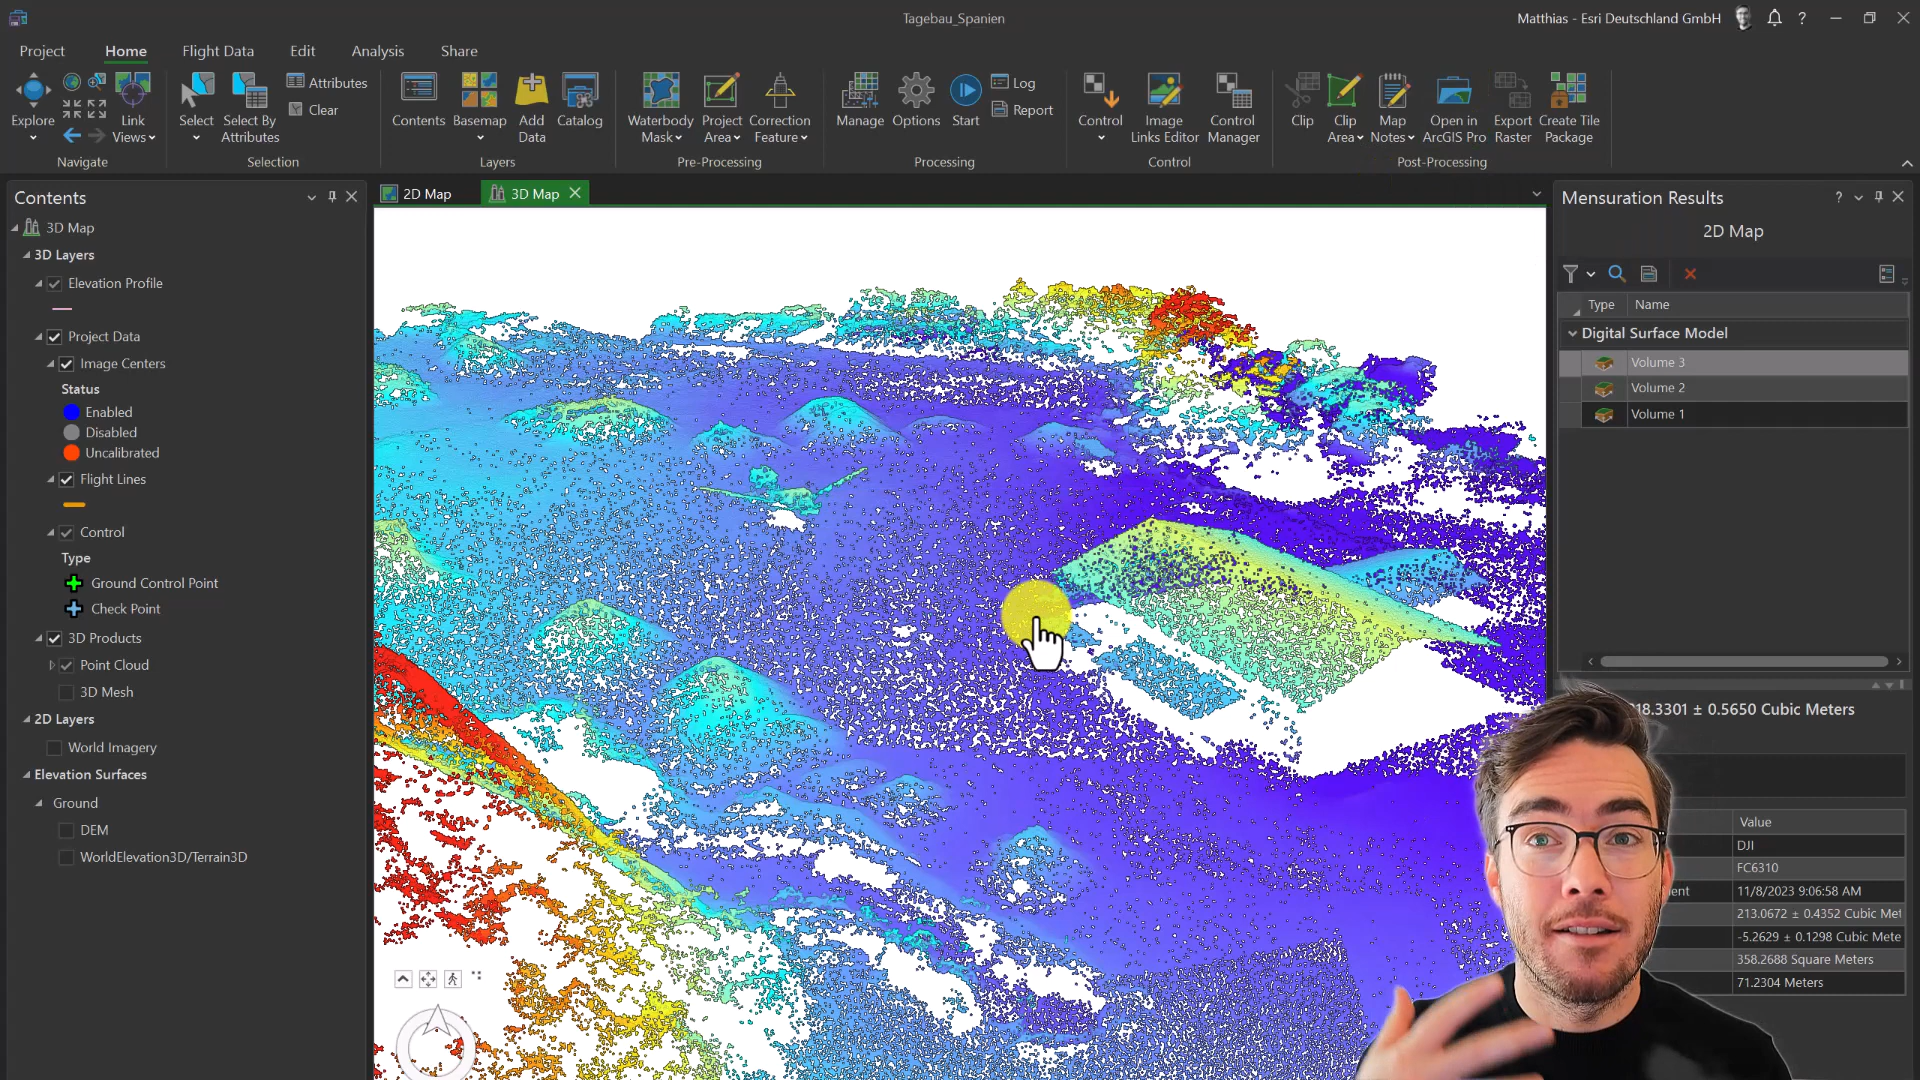 Tagebau_Spanien
Matthias - Esri Deutschland GmbH
?
Project
Home
Flight Data
Edit
Analysis
Share
Explore
Link
Views
Navigate
Select
Select By
Attributes
Attributes
Clear
Selection
Contents
Basemap
Add
Data
Catalog
Layers
Waterbody
Mask
Project
Area
Correction
Feature
Pre-Processing
Manage
Options
Start
Log
Report
Processing
Control
Image
Links Editor
Control
Manager
Control
Clip
Clip
Area
Map
Notes
Open in
ArcGIS Pro
Export
Raster
Create Tile
Package
Post-Processing
Contents
3D Map
3D Layers
Elevation Profile
Project Data
Image Centers
Status
Enabled
Disabled
Uncalibrated
Flight Lines
Control
Type
Ground Control Point
Check Point
3D Products
Point Cloud
3D Mesh
2D Layers
World Imagery
Elevation Surfaces
Ground
DEM
WorldElevation3D/Terrain3D
2D Map
3D Map
Mensuration Results
?
2D Map
Type
Name
Digital Surface Model
Volume 3
Volume 2
Volume 1
18.3301 ± 0.5650 Cubic Meters
Value
DJI
FC6310
ent
11/8/2023 9:06:58 AM
213.0672 ± 0.4352 Cubic Met
-5.2629 ± 0.1298 Cubic Mete
358.2688 Square Meters
71.2304 Meters